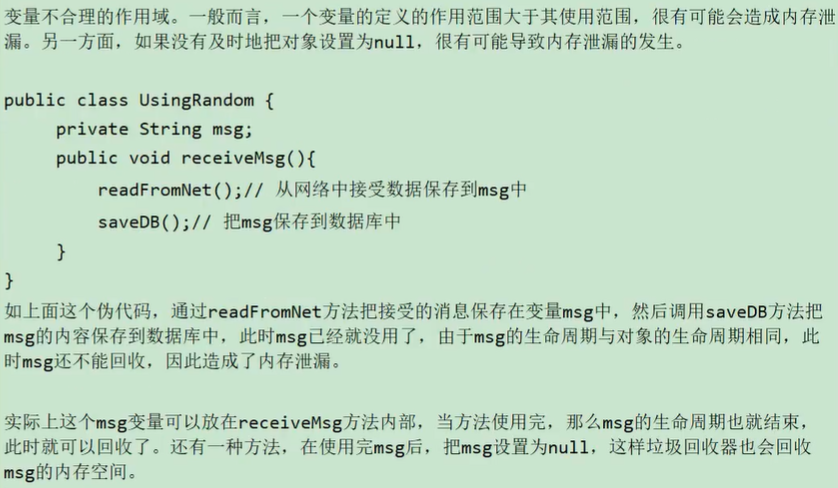 变量不合理的作用域。一般而言，一个变量的定义的作用范围大于其使用范围，很有可能会造成内存泄
漏。另一方面，如果没有及时地把对象设置为null，很有可能导致内存泄漏的发生。
public class UsingRandom {
private String msg;
public void receiveMsg(){
readFromNet();// 从网络中接受数据保存到msg中
saveDB();// 把msg保存到数据库中
}
}
如上面这个伪代码，通过readFromNet方法把接受的消息保存在变量msg中，然后调用saveDB方法把
msg的内容保存到数据库中，此时msg已经就没用了，由于msg的生命周期与对象的生命周期相同，此
时msg还不能回收，因此造成了内存泄漏。
实际上这个msg变量可以放在receiveMsg方法内部，当方法使用完，那么msg的生命周期也就结束，
此时就可以回收了。还有一种方法，在使用完msg后，把msg设置为null，这样垃圾回收器也会回收
msg的内存空间。